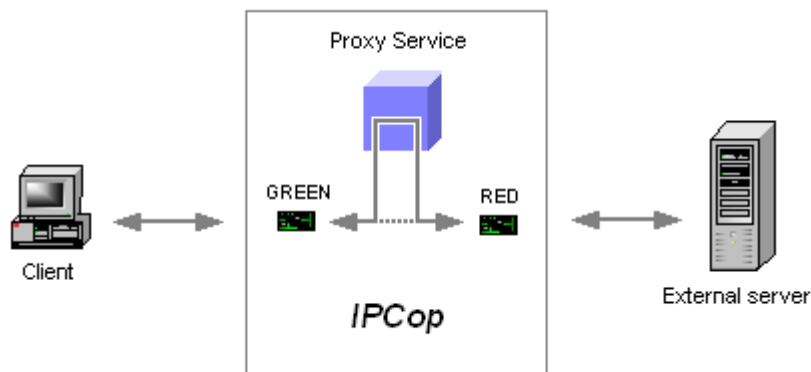 Proxy Service
GREEN
RED
Client
External server
IPCop